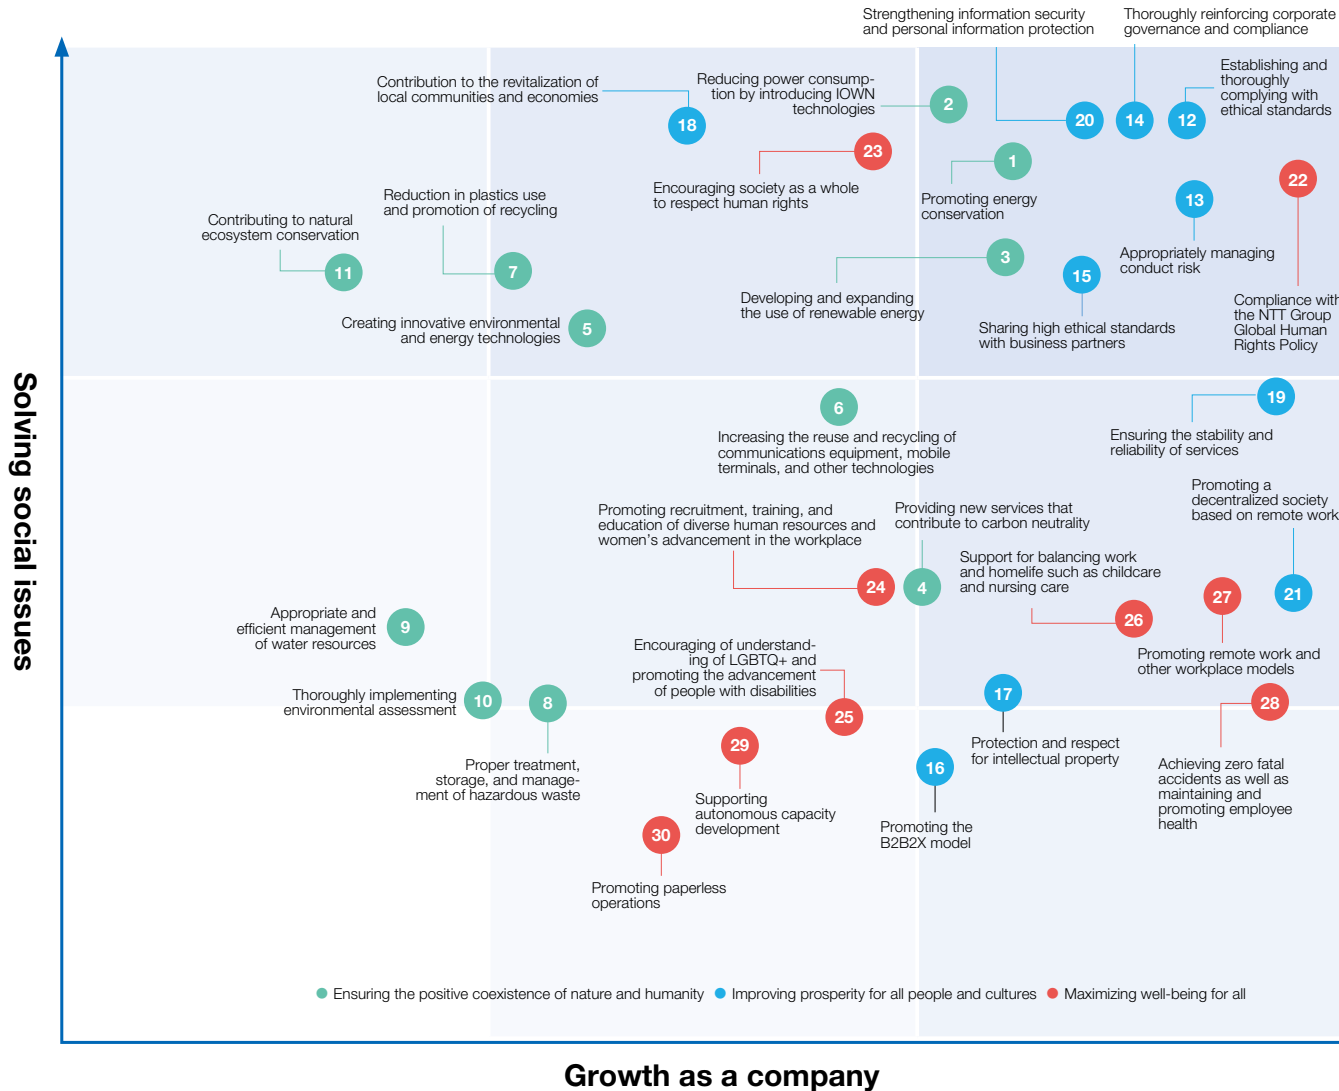 Strengthening information security
and personal information protection
Thoroughly reinforcing corporate
governance and compliance
Establishing and
thoroughly
complying with
ethical standards
Contribution to the revitalization of
local communities and economies
Reducing power consump-
tion by introducing IOWN
technologies
2
18
20
14
12
23
1
Encouraging society as a whole
to respect human rights
Promoting energy
conservation
22
13
Reduction in plastics use
and promotion of recycling
Contributing to natural
ecosystem conservation
11
7
3
15
Appropriately managing
conduct risk
Developing and expanding
the use of renewable energy
Compliance with
the NTT Group
Global Human
Rights Policy
Creating innovative environmental
and energy technologies
5
Sharing high ethical standards
with business partners
Solving social issues
6
19
Increasing the reuse and recycling of
communications equipment, mobile
terminals, and other technologies
Ensuring the stability and
reliability of services
Promoting a
decentralized society
based on remote work
Promoting recruitment, training, and
education of diverse human resources and
women's advancement in the workplace
Providing new services that
contribute to carbon neutrality
Support for balancing work
and homelife such as childcare
and nursing care
24
4
27
21
26
Appropriate and
efficient management
of water resources
9
Encouraging of understand-
ing of LGBTQ+ and
promoting the advancement
of people with disabilities
Promoting remote work and
other workplace models
Thoroughly implementing
environmental assessment
10
8
25
17
28
29
Protection and respect
for intellectual property
16
Proper treatment,
storage, and manage-
ment of hazardous waste
Achieving zero fatal
accidents as well as
maintaining and
promoting employee
health
Supporting
autonomous capacity
development
Promoting the
B2B2X model
30
Promoting paperless
operations
Ensuring the positive coexistence of nature and humanity
Improving prosperity for all people and cultures
Maximizing well-being for all
Growth as a company